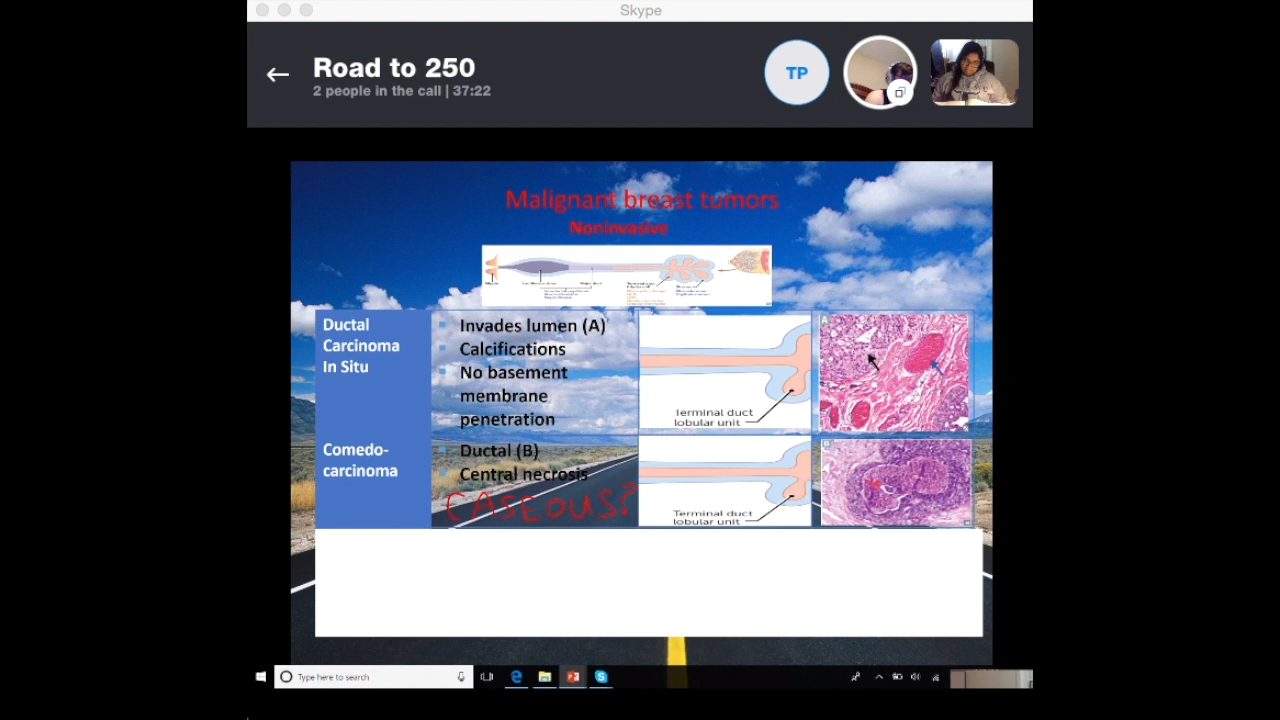 Skype
Road to 250
2 people in the call | 37:22
TP
Malignant breast tumors
Noninvasive
Ductal
Carcinoma
In Situ
Invades lumen (A)
Calcifications
No basement
membrane
penetration
Terminal duct
lobular unit
A
Comedo-
carcinoma
Ductal (B)
Central necrosis
CASEOUS?
Terminal duct
lobular unit
B
Type here to search